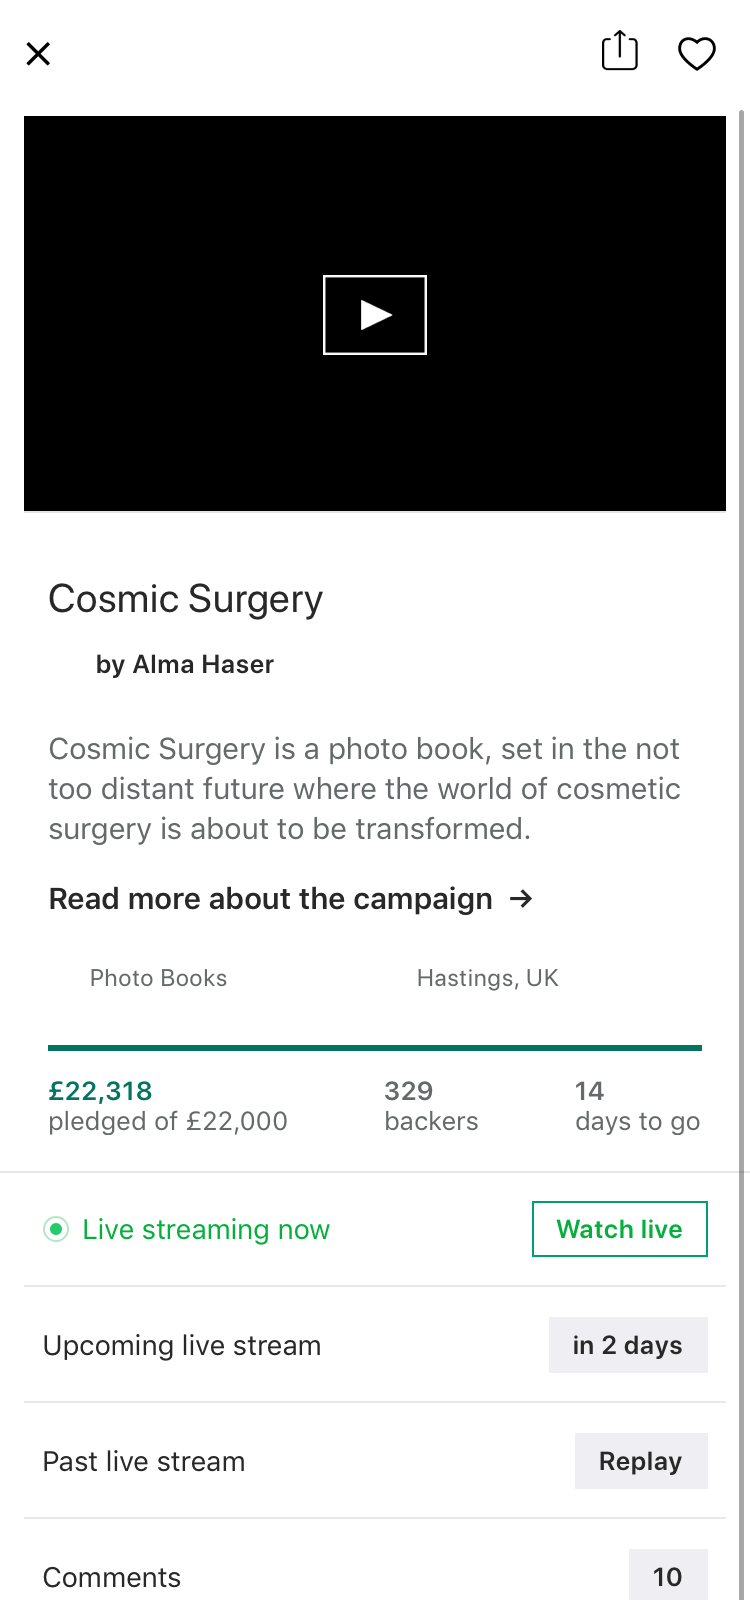 Cosmic Surgery
by Alma Haser
Cosmic Surgery is a photo book, set in the not
too distant future where the world of cosmetic
surgery is about to be transformed.
Read more about the campaign →
Photo Books
Hastings, UK
£22,318
pledged of £22,000
329
backers
14
days to go
Live streaming now
Watch live
Upcoming live stream
in 2 days
Past live stream
Replay
Comments
10